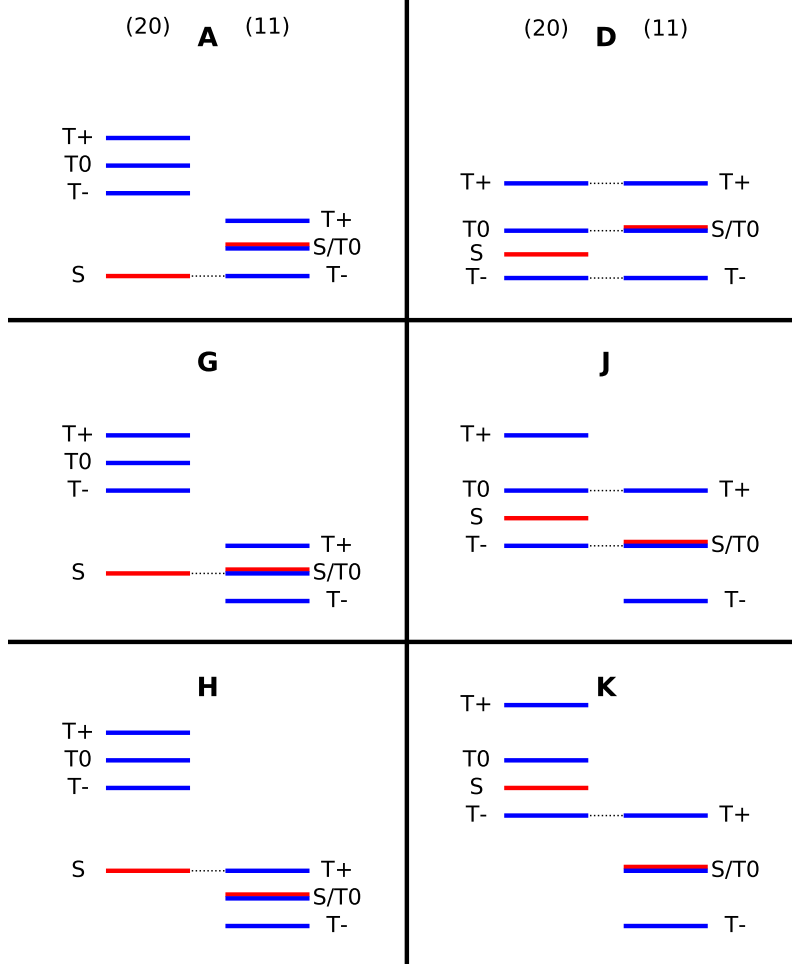 (20) A (11)
T+
T0
T-
T+
S/T0
S
T-
(20) D (11)
T+ T+
T0 S/T0
S
T- T-
G
T+
T0
T-
T+
S S/T0
T-
J
T+
T0 T+
S
T- S/T0
T-
H
T+
T0
T-
S T+
S/T0
T-
K
T+
T0
S
T- T+
S/T0
T-